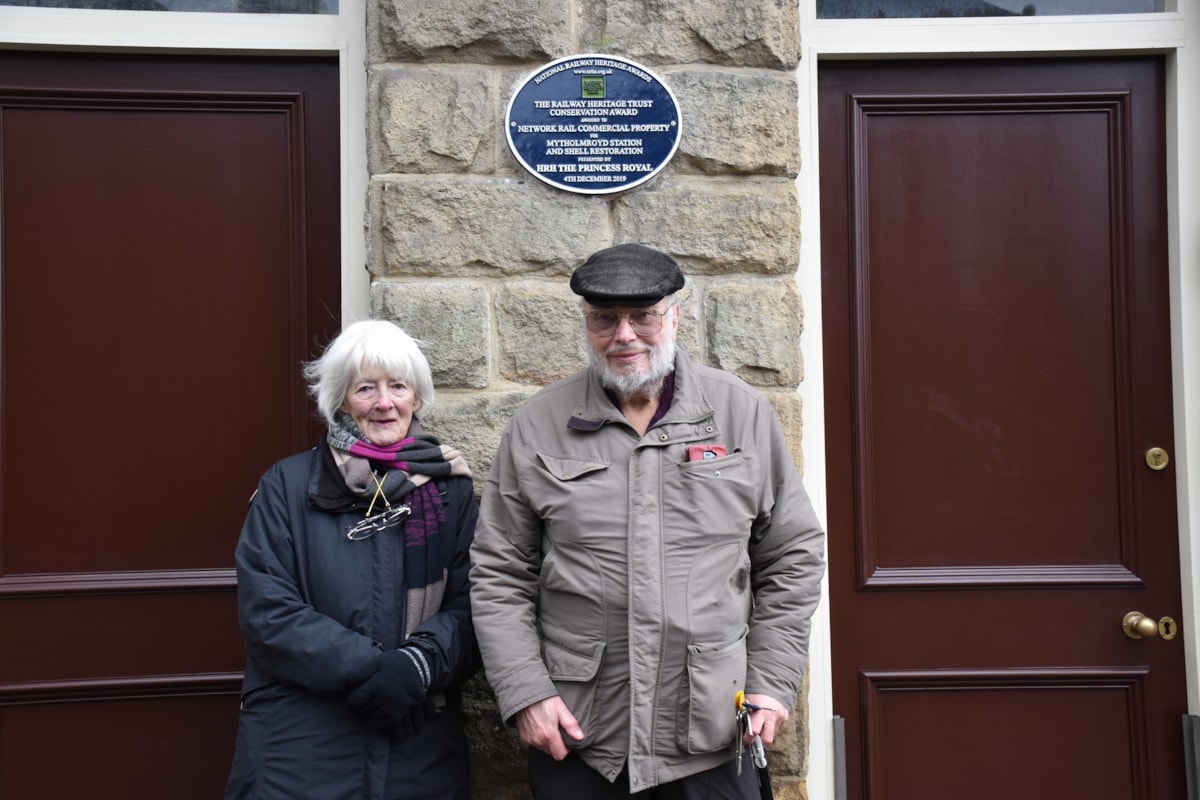 NATIONAL RAILWAY HERITAGE AWARDS
www.nrha.org.uk
THE RAILWAY HERITAGE TRUST
CONSERVATION AWARD
AWARDED TO
NETWORK RAIL COMMERCIAL PROPERTY
FOR
MYTHOLMROYD STATION
AND SHELL RESTORATION
PRESENTED BY
HRH THE PRINCESS ROYAL
4TH DECEMBER 2019